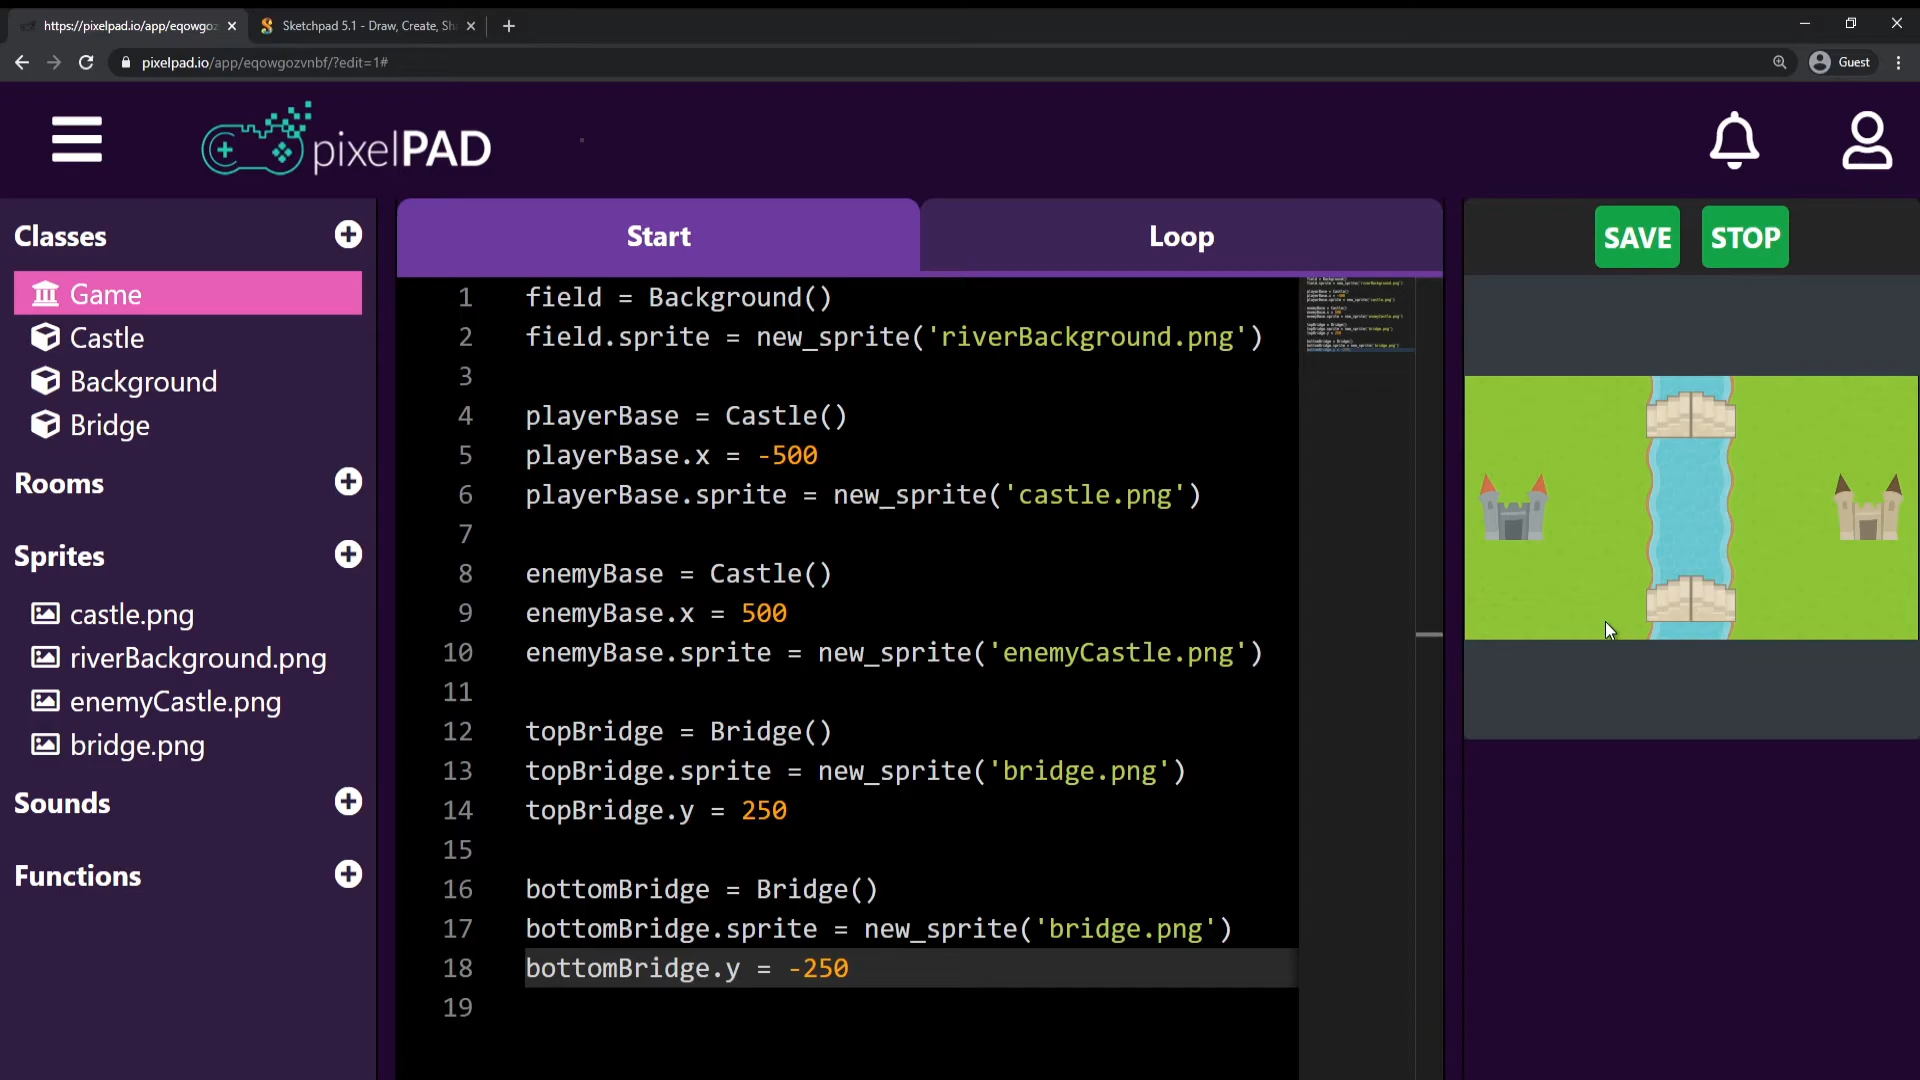 https://pixelpad.io/app/eqowgoz
Sketchpad 5.1 - Draw, Create, Sh
pixelpad.io/app/eqowgozvnbf/?edit=1#
Guest
pixelPAD
Classes
Game
Castle
Background
Bridge
Rooms
Sprites
castle.png
riverBackground.png
enemyCastle.png
bridge.png
Sounds
Functions
Start
Loop
SAVE
STOP
1 field = Background()
2 field.sprite = new_sprite('riverBackground.png')
3
4 playerBase = Castle()
5 playerBase.x = -500
6 playerBase.sprite = new_sprite('castle.png')
7
8 enemyBase = Castle()
9 enemyBase.x = 500
10 enemyBase.sprite = new_sprite('enemyCastle.png')
11
12 topBridge = Bridge()
13 topBridge.sprite = new_sprite('bridge.png')
14 topBridge.y = 250
15
16 bottomBridge = Bridge()
17 bottomBridge.sprite = new_sprite('bridge.png')
18 bottomBridge.y = -250
19